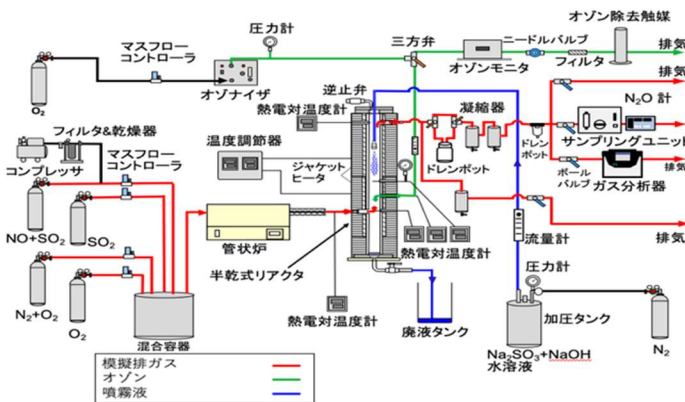 圧力計
三方弁
ニードルバルブ
オゾン除去触媒
マスフロー
コントローラ
O₂
オゾナイザ
オゾンモニタ
フィルタ
排気
排気
逆止弁
熱電対温度計
凝縮器
N₂O 計
フィルタ&乾燥器
コンプレッサ
マスフロー
コントローラ
温度調節器
ジャケット
ヒータ
ドレンポット
ドレン
ポット
サンプリングユニット
ボール
バルブ
ガス分析器
排気
NO+SO₂
SO₂
管状炉
半乾式リアクタ
熱電対温度計
流量計
排気
圧力計
N₂+O₂
O₂
混合容器
熱電対温度計
廃液タンク
加圧タンク
Na₂SO₃+NaOH
水溶液
N₂
模擬排ガス
オゾン
噴霧液